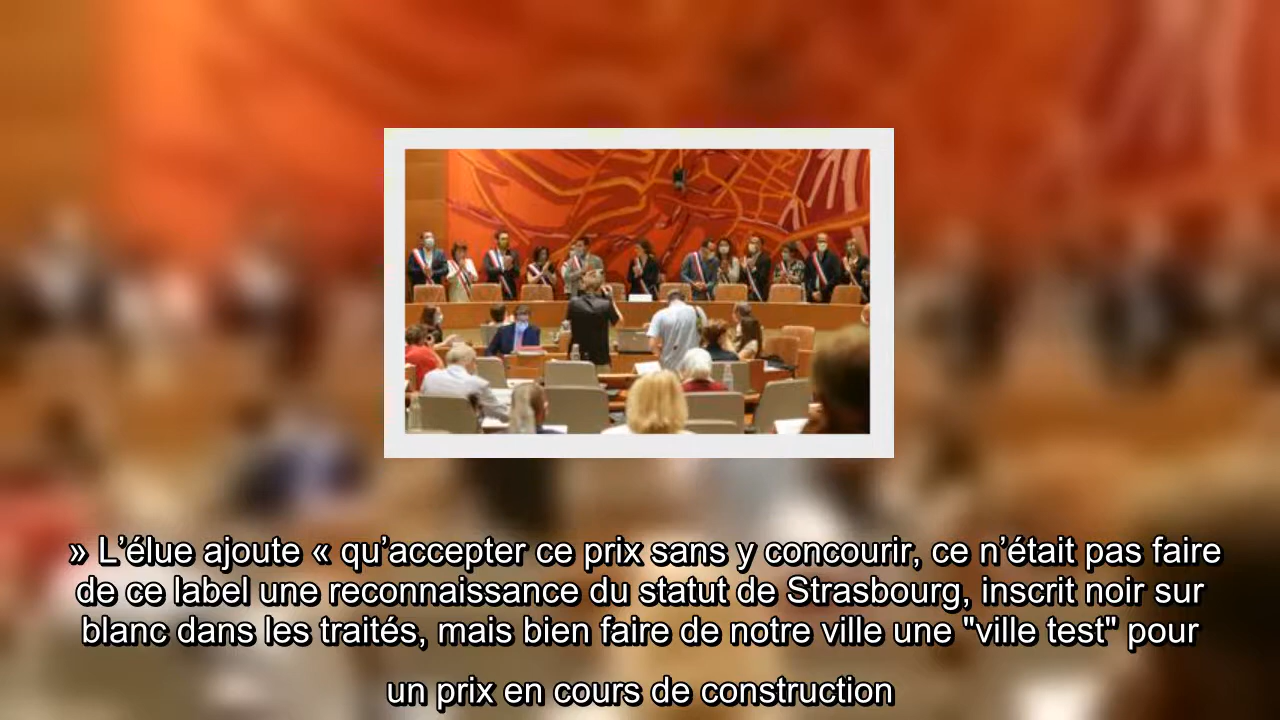 » L’élue ajoute « qu’accepter ce prix sans y concourir, ce n’était pas faire
de ce label une reconnaissance du statut de Strasbourg, inscrit noir sur
blanc dans les traités, mais bien faire de notre ville une "ville test" pour
un prix en cours de construction